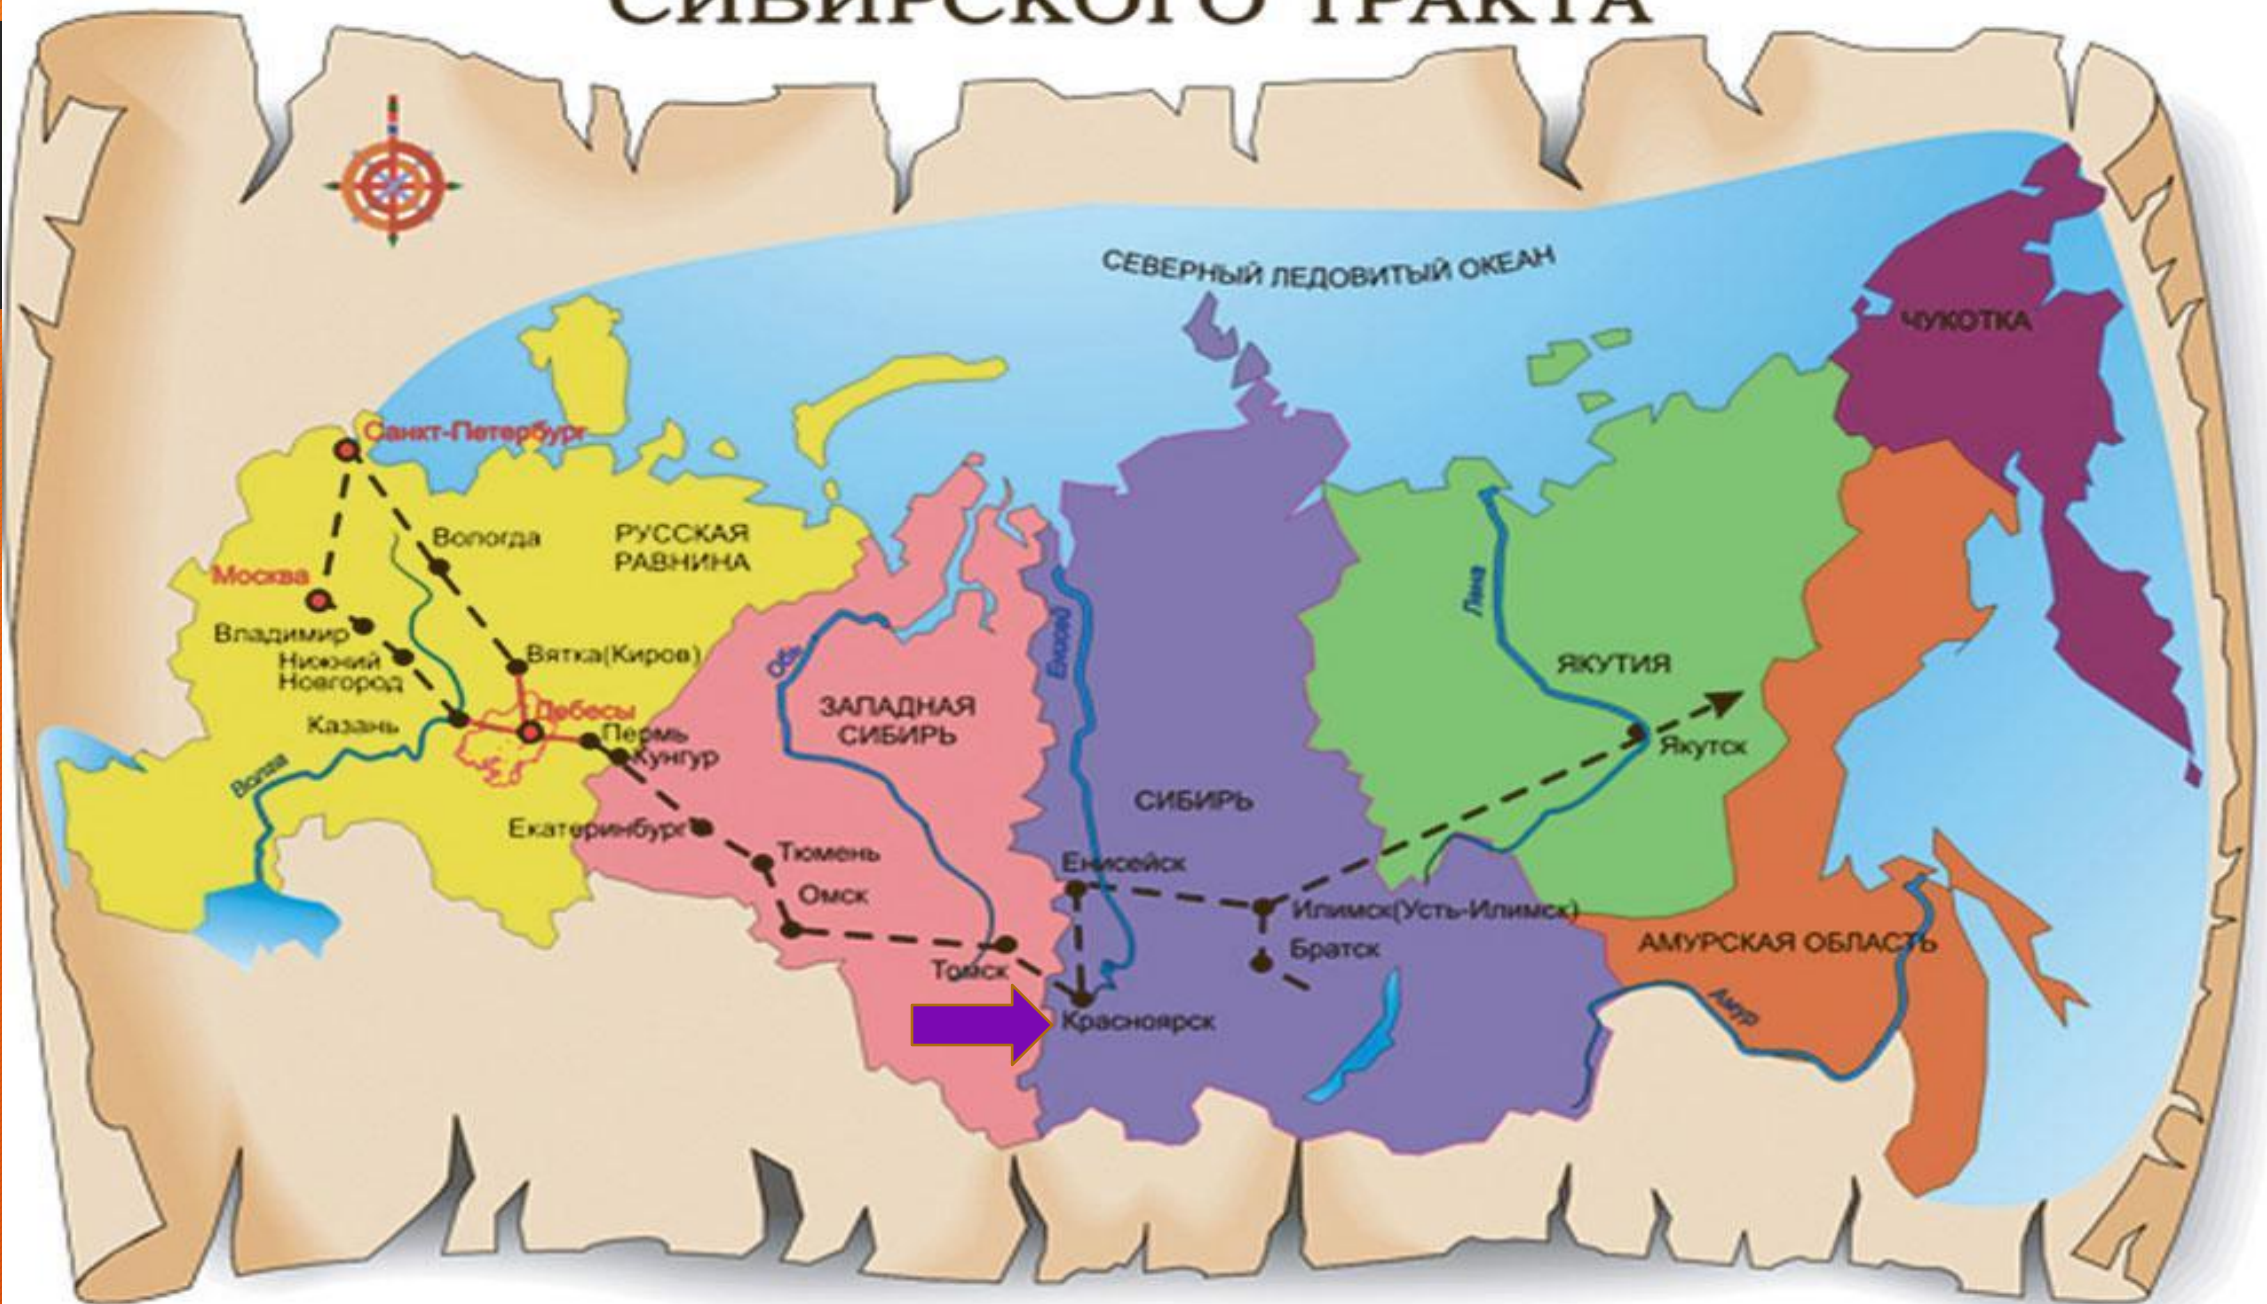 СИБИРСКОГО ТРАКТА
СЕВЕРНЫЙ ЛЕДОВИТЫЙ ОКЕАН
ЧУКОТКА
Санкт-Петербург
Вологда
РУССКАЯ
РАВНИНА
Москва
Владимир
Нижний
Новгород
Вятка(Киров)
Казань
Дебесы
Пермь
Кунгур
Волга
Екатеринбург
Тюмень
Омск
Томск
Обь
ЗАПАДНАЯ
СИБИРЬ
Енисей
СИБИРЬ
Енисейск
Красноярск
Илимск(Усть-Илимск)
Братск
Лена
ЯКУТИЯ
Якутск
АМУРСКАЯ ОБЛАСТЬ
Амур